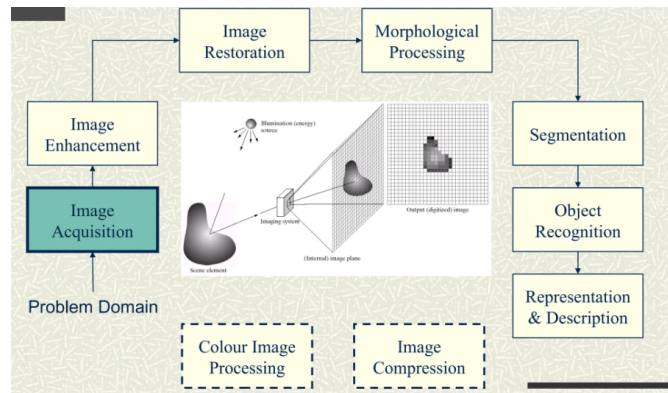 Image
Restoration
Morphological
Processing
Image
Enhancement
Illumination (energy)
source
Segmentation
Image
Acquisition
Imaging system
Output (digitized) image
Object
Recognition
(Internal) image plane
Scene element
Problem Domain
Representation
& Description
Colour Image
Processing
Image
Compression